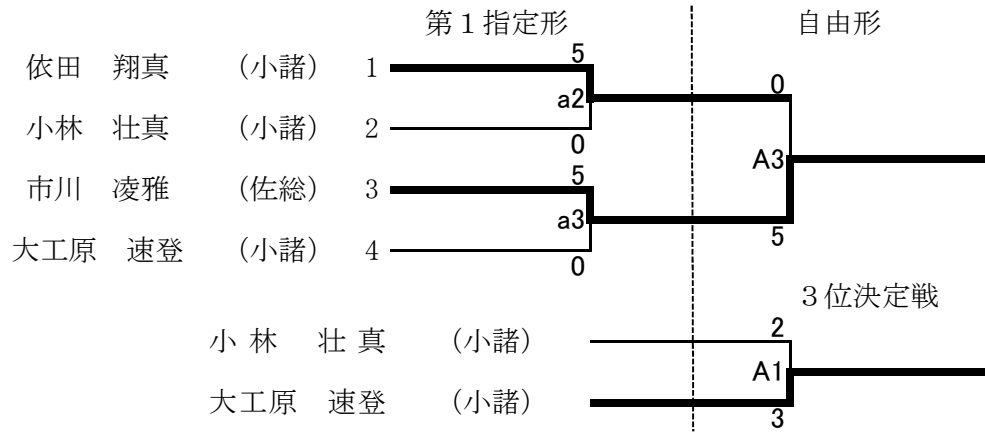 第１指定形 自由形
5
依田 翔真 （小諸） 1
0
a2
小林 壮真 （小諸） 2
0
5
A3
市川 凌雅 （佐総） 3
a3
5
大工原 速登 （小諸） 4
0
３位決定戦
2
小林 壮真 （小諸）
A1
大工原 速登 （小諸）
3